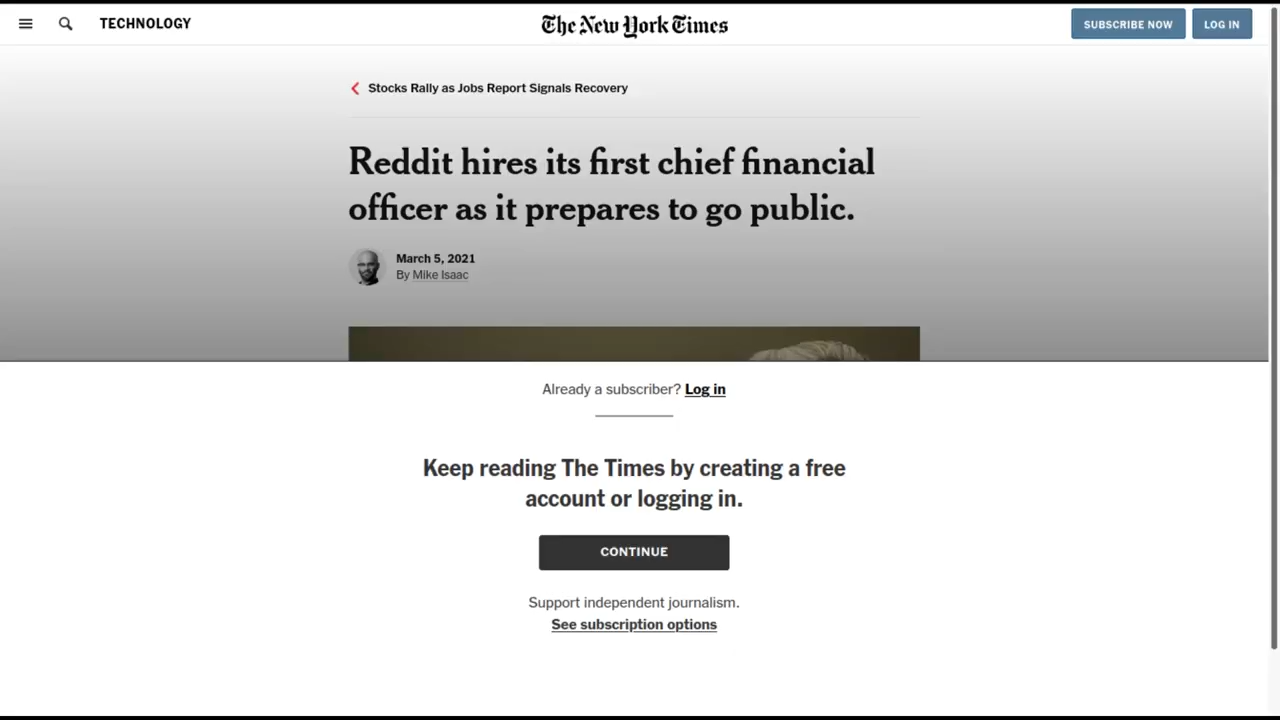 TECHNOLOGY
The New York Times
SUBSCRIBE NOW
LOG IN
Stocks Rally as Jobs Report Signals Recovery
Reddit hires its first chief financial
officer as it prepares to go public.
March 5, 2021
By Mike Isaac
Already a subscriber? Log in
Keep reading The Times by creating a free
account or logging in.
CONTINUE
Support independent journalism.
See subscription options